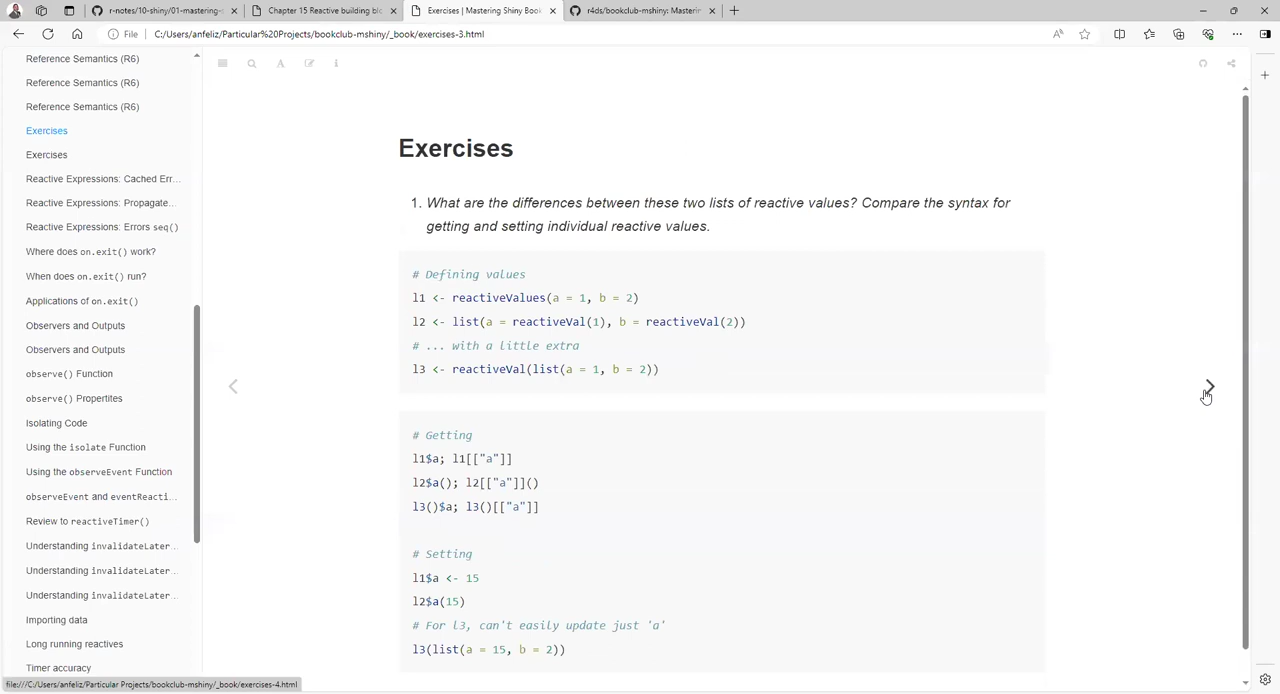 r-notes/10-shiny/01-mastering-s
Chapter 15 Reactive building blo
Exercises | Mastering Shiny Book
r4ds/bookclub-mshiny: Mastering
File
C:/Users/anfeliz/Particular%20Projects/bookclub-mshiny/_book/exercises-3.html
Reference Semantics (R6)
Reference Semantics (R6)
Reference Semantics (R6)
Exercises
Exercises
Reactive Expressions: Cached Err...
Reactive Expressions: Propagate...
Reactive Expressions: Errors seq()
Where does on.exit() work?
When does on.exit() run?
Applications of on.exit()
Observers and Outputs
Observers and Outputs
observe() Function
observe() Propertites
Isolating Code
Using the isolate Function
Using the observeEvent Function
observeEvent and eventReacti...
Review to reactiveTimer()
Understanding invalidateLater...
Understanding invalidateLater...
Understanding invalidateLater...
Importing data
Long running reactives
Timer accuracy
Exercises
1. What are the differences between these two lists of reactive values? Compare the syntax for
getting and setting individual reactive values.
# Defining values
l1 <- reactiveValues(a = 1, b = 2)
l2 <- list(a = reactiveVal(1), b = reactiveVal(2))
# ... with a little extra
l3 <- reactiveVal(list(a = 1, b = 2))
# Getting
l1$a; l1[["a"]]
l2$a(); l2[["a"]]()
l3()$a; l3()[["a"]]
# Setting
l1$a <- 15
l2$a(15)
# For l3, can't easily update just 'a'
l3(list(a = 15, b = 2))
file:///C:/Users/anfeliz/Particular Projects/bookclub-mshiny/_book/exercises-4.html